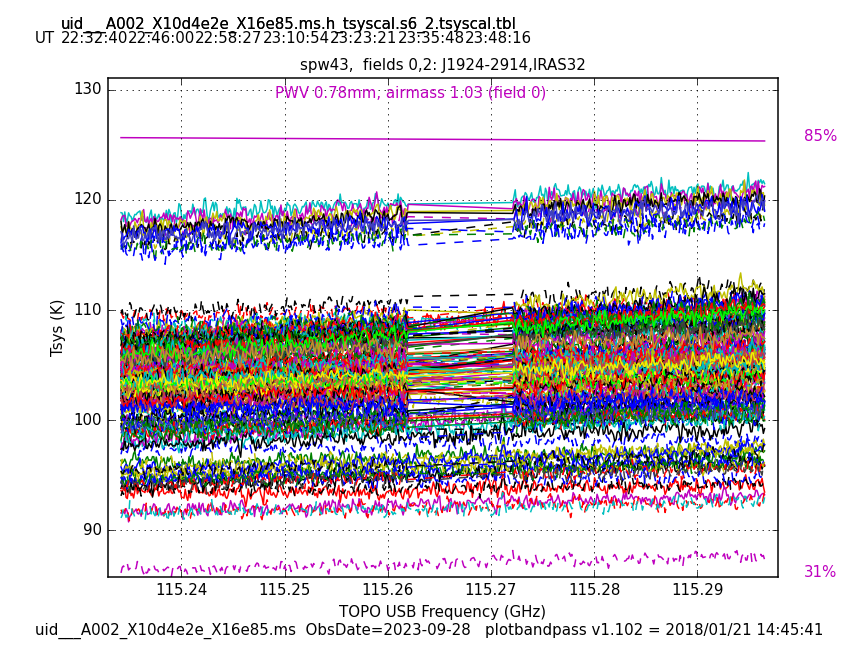 uid___A002_X10d4e2e_X16e85.ms.h_tsyscal.s6_2.tsyscal.tbl
UT 22:32:40 22:46:00 22:58:27 23:10:54 23:23:21 23:35:48 23:48:16
spw43,  fields 0,2: J1924-2914,IRAS32
PWV 0.78mm, airmass 1.03 (field 0)
85%
130
120
110
100
90
Tsys (K)
31%
115.24 115.25 115.26 115.27 115.28 115.29
TOPO USB Frequency (GHz)
uid___A002_X10d4e2e_X16e85.ms  ObsDate=2023-09-28   plotbandpass v1.102 = 2018/01/21 14:45:41